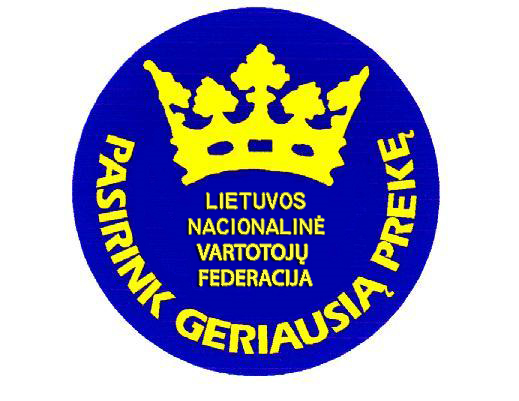 LIETUVOS
NACIONALINĖ
VARTOTOJŲ
FEDERACIJA
PASIRINK GERIAUSIĄ PREKĘ